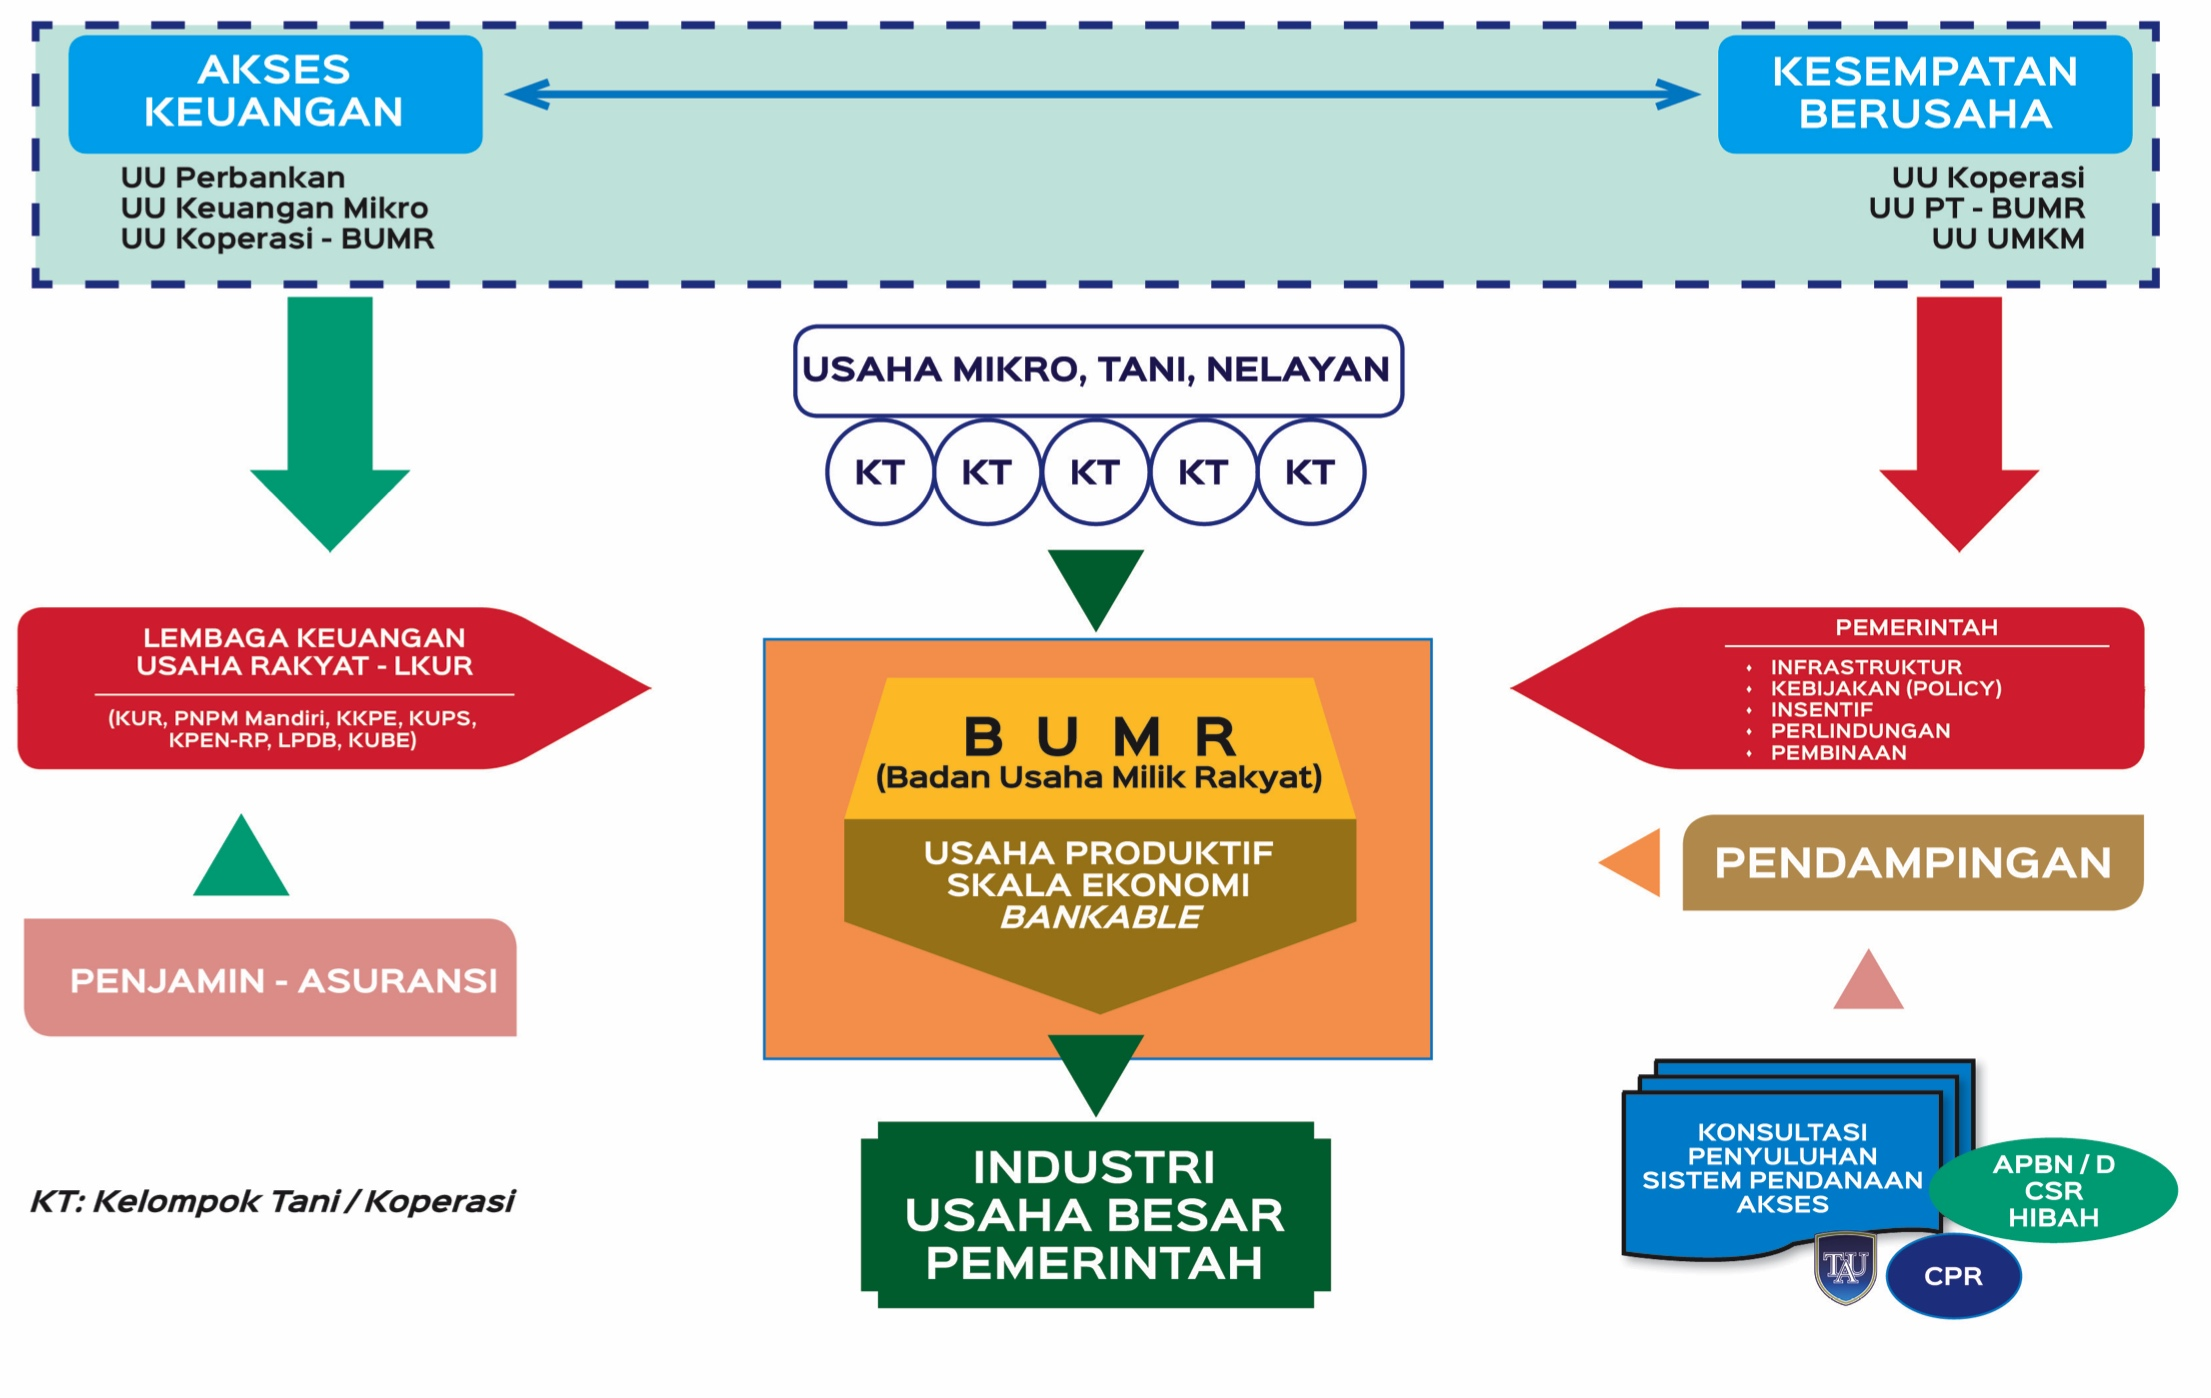 AKSES
KEUANGAN
UU Perbankan
UU Keuangan Mikro
UU Koperasi - BUMR
KESEMPATAN
BERUSAHA
UU Koperasi
UU PT - BUMR
UU UMKM
USAHA MIKRO, TANI, NELAYAN
KT KT KT KT KT
LEMBAGA KEUANGAN
USAHA RAKYAT - LKUR
(KUR, PNPM Mandiri, KKPE, KUPS,
KPEN-RP, LPDB, KUBE)
PENJAMIN - ASURANSI
B U M R
(Badan Usaha Milik Rakyat)
USAHA PRODUKTIF
SKALA EKONOMI
BANKABLE
INDUSTRI
USAHA BESAR
PEMERINTAH
PEMERINTAH
• INFRASTRUKTUR
• KEBIJAKAN (POLICY)
• INSENTIF
• PERLINDUNGAN
• PEMBINAAN
PENDAMPINGAN
KONSULTASI
PENYULUHAN
SISTEM PENDANAAN
AKSES
APBN / D
CSR
HIBAH
TAU
CPR
KT: Kelompok Tani / Koperasi